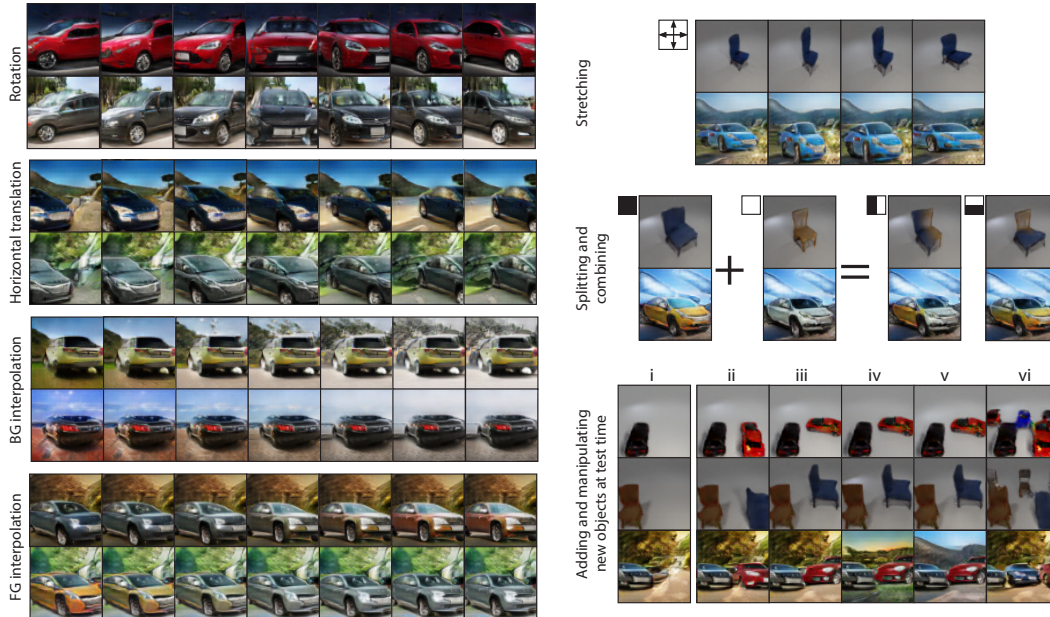 Rotation
Horizontal translation
BG interpolation
FG interpolation
Stretching
Splitting and
combining
+
=
i ii iii iv v vi
Adding and manipulating
new objects at test time